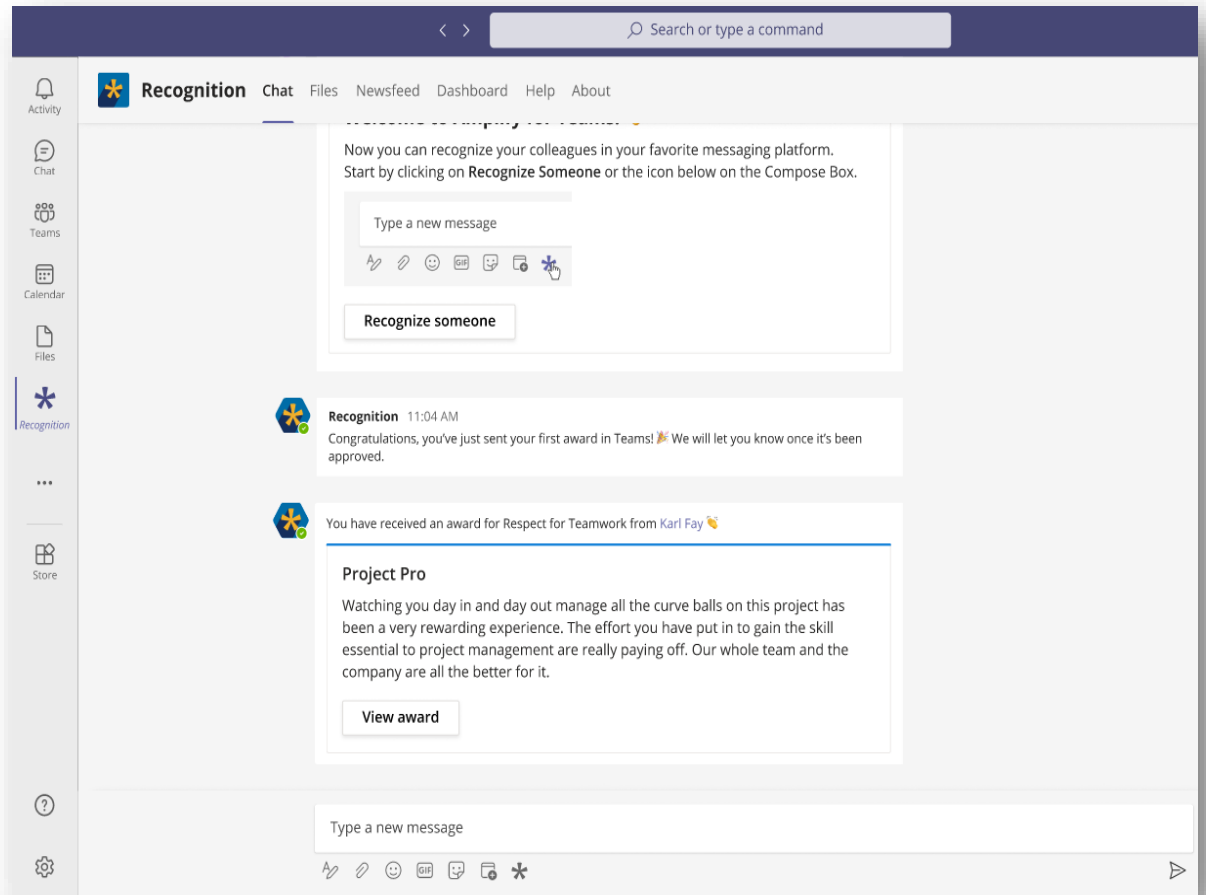 Search or type a command
Activity
Chat
Teams
Calendar
Files
Recognition
Store
Recognition Chat Files Newsfeed Dashboard Help About
Welcome to Amplify for Teams!
Now you can recognize your colleagues in your favorite messaging platform.
Start by clicking on Recognize Someone or the icon below on the Compose Box.
Type a new message
GIF
Recognize someone
Recognition 11:04 AM
Congratulations, you’ve just sent your first award in Teams! 🎉 We will let you know once it’s been
approved.
You have received an award for Respect for Teamwork from Karl Fay 👏
Project Pro
Watching you day in and day out manage all the curve balls on this project has
been a very rewarding experience. The effort you have put in to gain the skill
essential to project management are really paying off. Our whole team and the
company are all the better for it.
View award
Type a new message
GIF